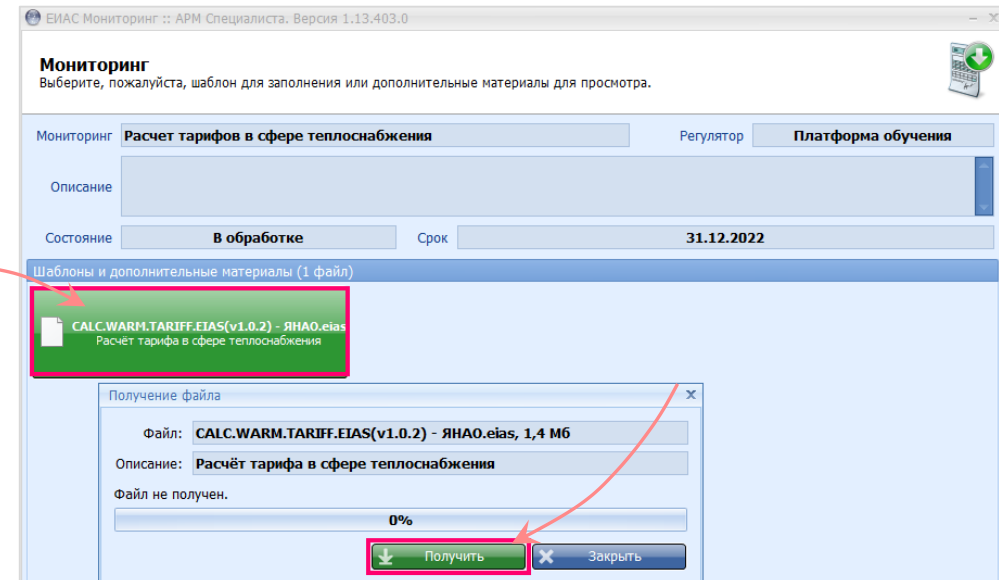 ЕИАС Мониторинг :: АРМ Специалиста. Версия 1.13.403.0
Мониторинг
Выберите, пожалуйста, шаблон для заполнения или дополнительные материалы для просмотра.
Мониторинг Расчет тарифов в сфере теплоснабжения Регулятор Платформа обучения
Описание
Состояние В обработке Срок 31.12.2022
Шаблоны и дополнительные материалы (1 файл)
CALC.WARM.TARIFF.EIAS(v1.0.2) - ЯНАО.eias
Расчёт тарифа в сфере теплоснабжения
Получение файла
Файл: CALC.WARM.TARIFF.EIAS(v1.0.2) - ЯНАО.eias, 1,4 Мб
Описание: Расчёт тарифа в сфере теплоснабжения
Файл не получен.
0%
Получить Закрыть